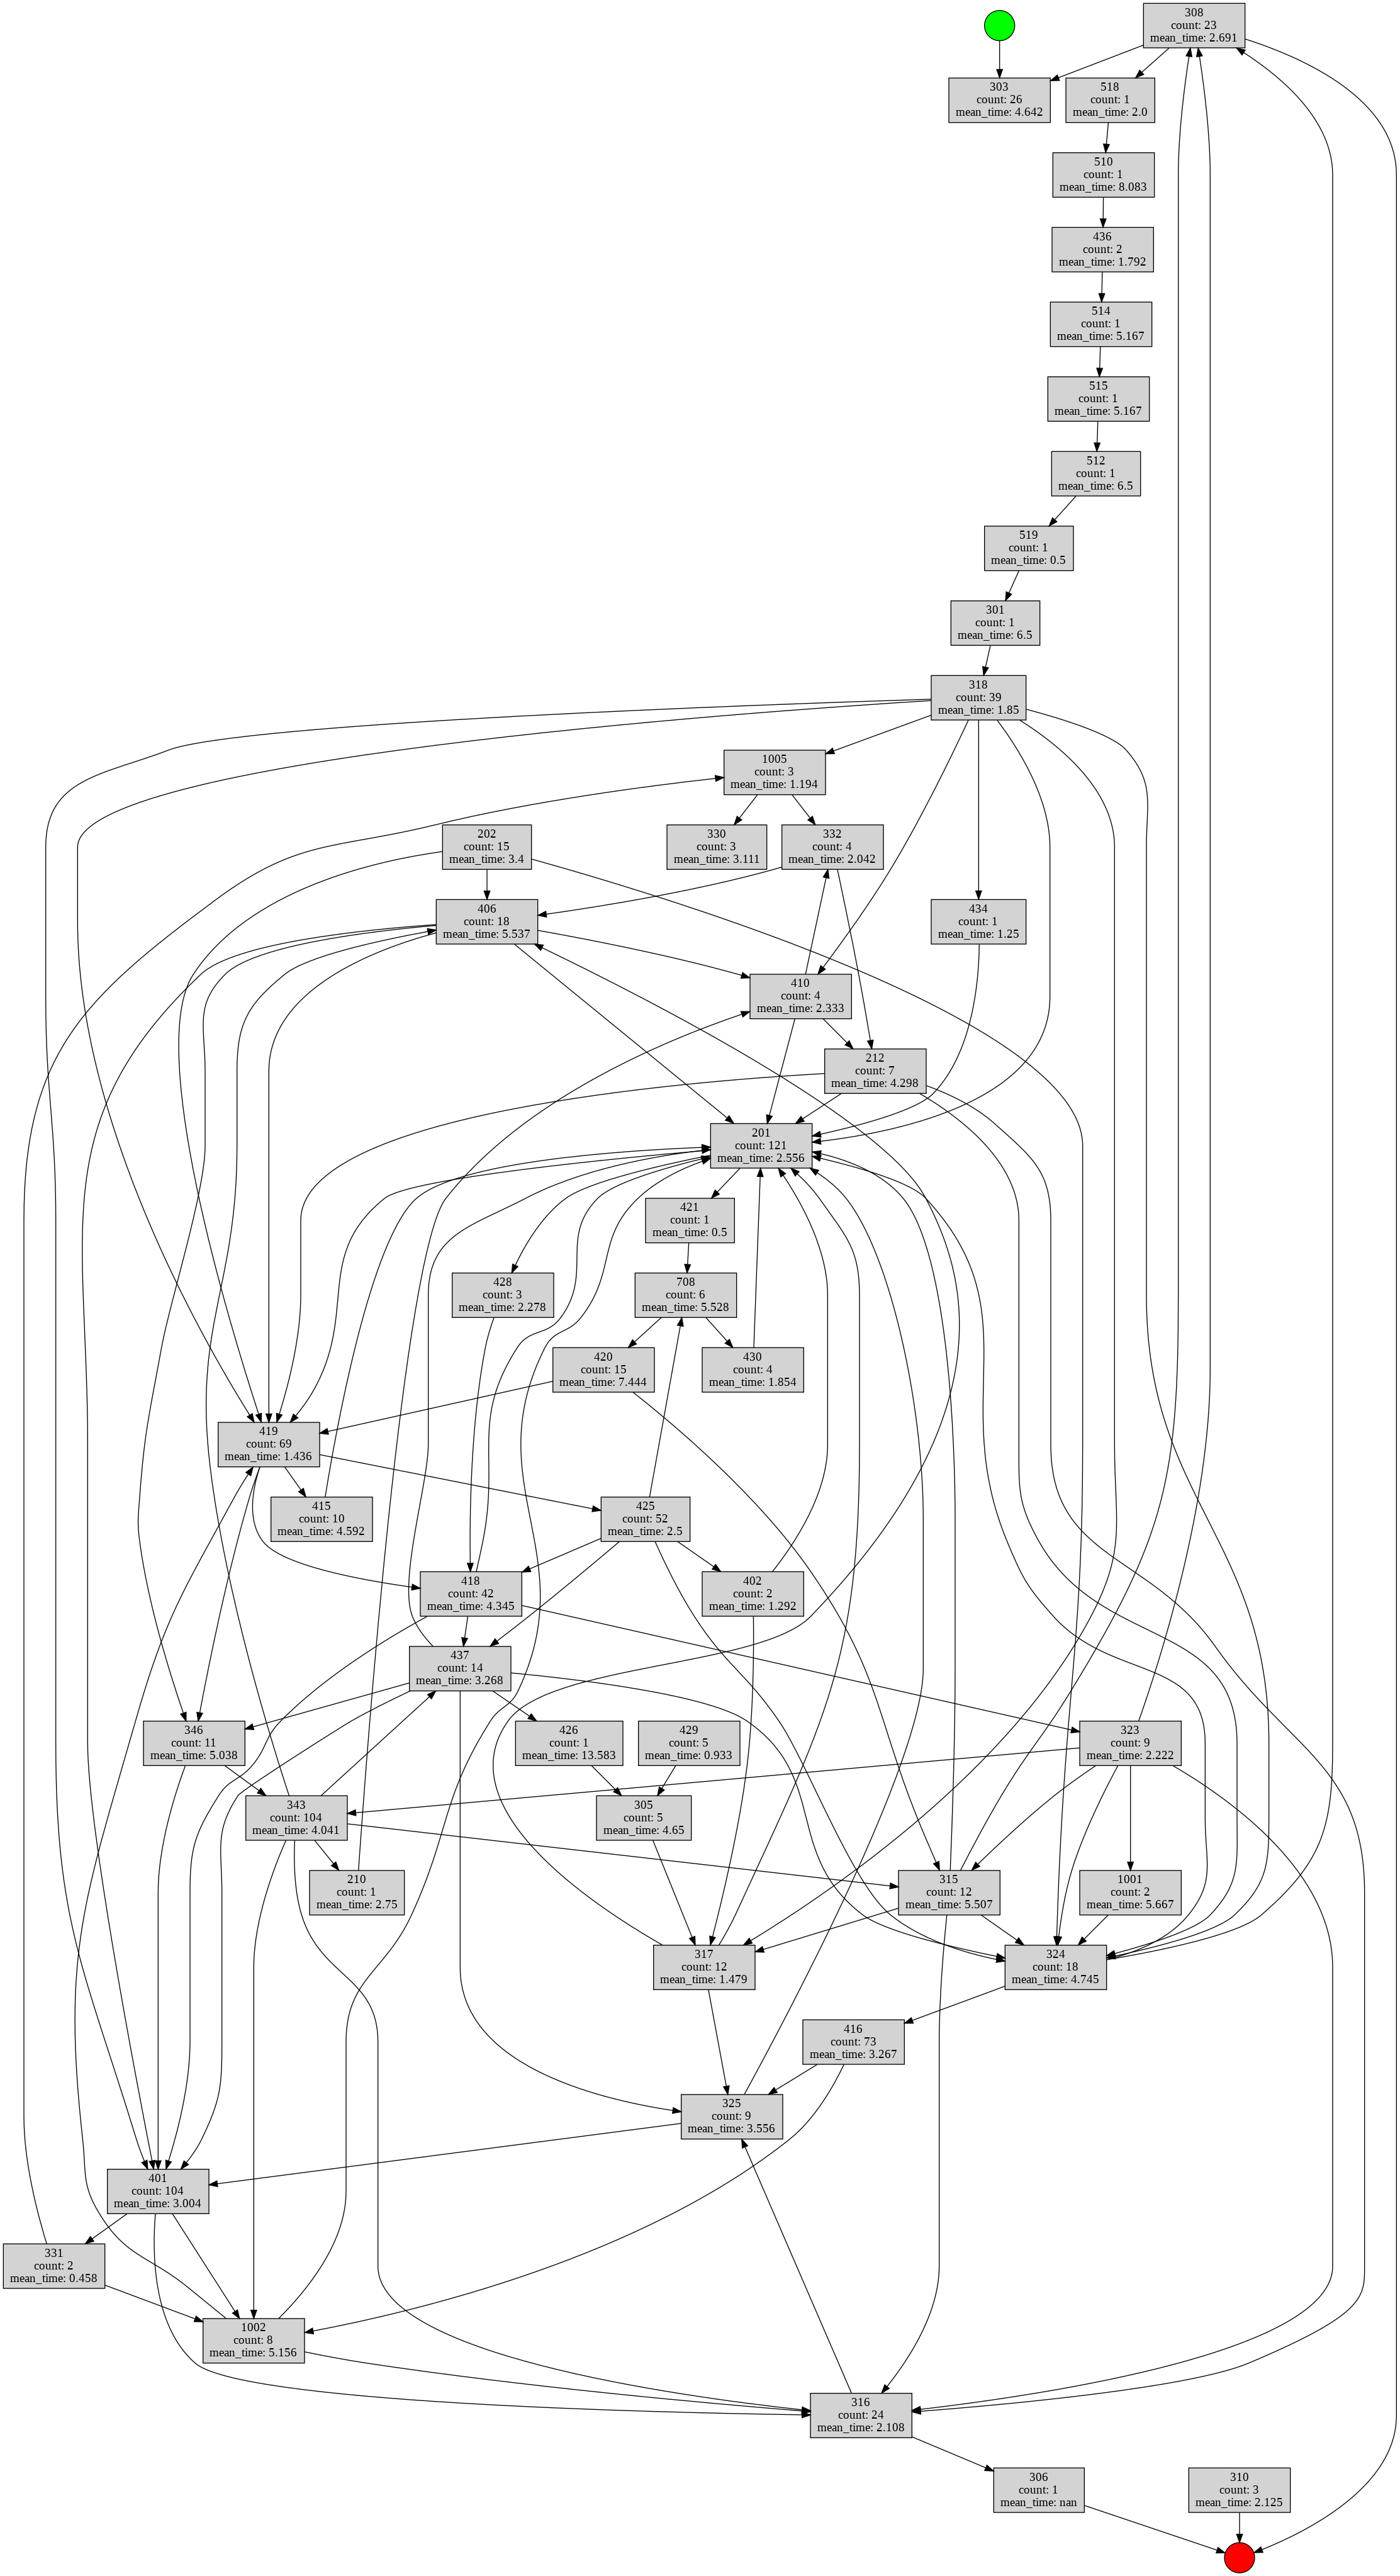 308
count: 23
mean_time: 2.691
303
count: 26
mean_time: 4.642
518
count: 1
mean_time: 2.0
510
count: 1
mean_time: 8.083
436
count: 2
mean_time: 1.792
514
count: 1
mean_time: 5.167
515
count: 1
mean_time: 5.167
512
count: 1
mean_time: 6.5
519
count: 1
mean_time: 0.5
301
count: 1
mean_time: 6.5
318
count: 39
mean_time: 1.85
1005
count: 3
mean_time: 1.194
202
count: 15
mean_time: 3.4
330
count: 3
mean_time: 3.111
332
count: 4
mean_time: 2.042
406
count: 18
mean_time: 5.537
434
count: 1
mean_time: 1.25
410
count: 4
mean_time: 2.333
212
count: 7
mean_time: 4.298
201
count: 121
mean_time: 2.556
421
count: 1
mean_time: 0.5
428
count: 3
mean_time: 2.278
708
count: 6
mean_time: 5.528
420
count: 15
mean_time: 7.444
430
count: 4
mean_time: 1.854
419
count: 69
mean_time: 1.436
415
count: 10
mean_time: 4.592
425
count: 52
mean_time: 2.5
418
count: 42
mean_time: 4.345
402
count: 2
mean_time: 1.292
437
count: 14
mean_time: 3.268
346
count: 11
mean_time: 5.038
426
count: 1
mean_time: 13.583
429
count: 5
mean_time: 0.933
323
count: 9
mean_time: 2.222
343
count: 104
mean_time: 4.041
305
count: 5
mean_time: 4.65
210
count: 1
mean_time: 2.75
315
count: 12
mean_time: 5.507
1001
count: 2
mean_time: 5.667
317
count: 12
mean_time: 1.479
324
count: 18
mean_time: 4.745
416
count: 73
mean_time: 3.267
325
count: 9
mean_time: 3.556
401
count: 104
mean_time: 3.004
331
count: 2
mean_time: 0.458
1002
count: 8
mean_time: 5.156
316
count: 24
mean_time: 2.108
306
count: 1
mean_time: nan
310
count: 3
mean_time: 2.125